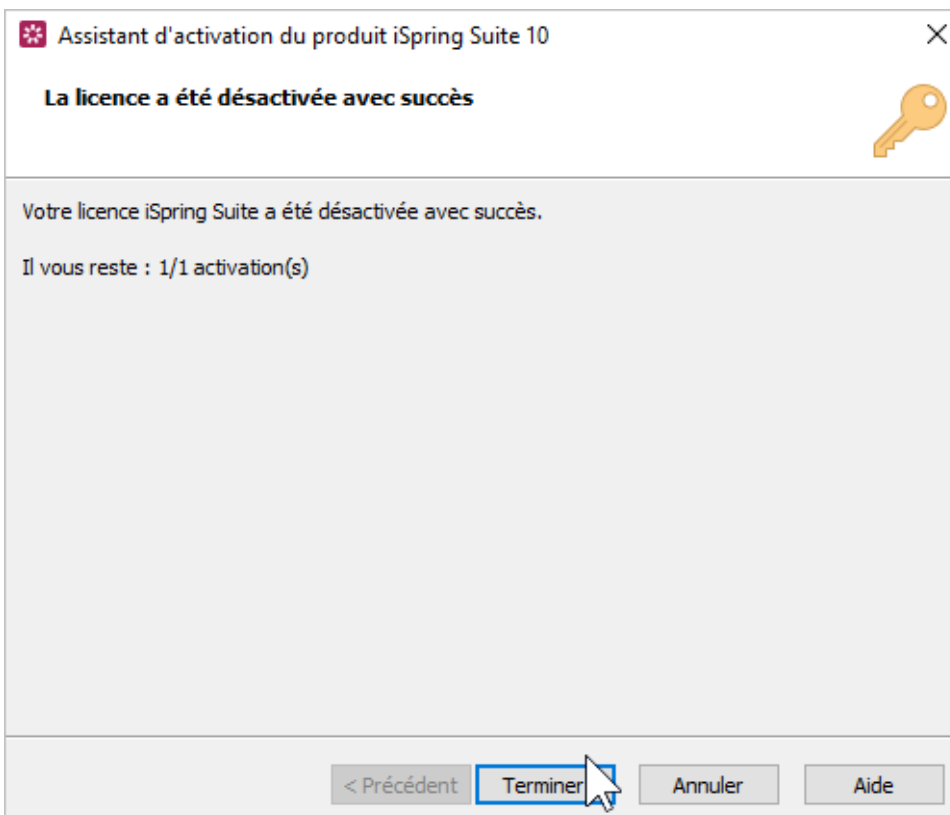 Assistant d'activation du produit iSpring Suite 10
La licence a été désactivée avec succès
Votre licence iSpring Suite a été désactivée avec succès.
Il vous reste : 1/1 activation(s)
< Précédent Terminer Annuler Aide